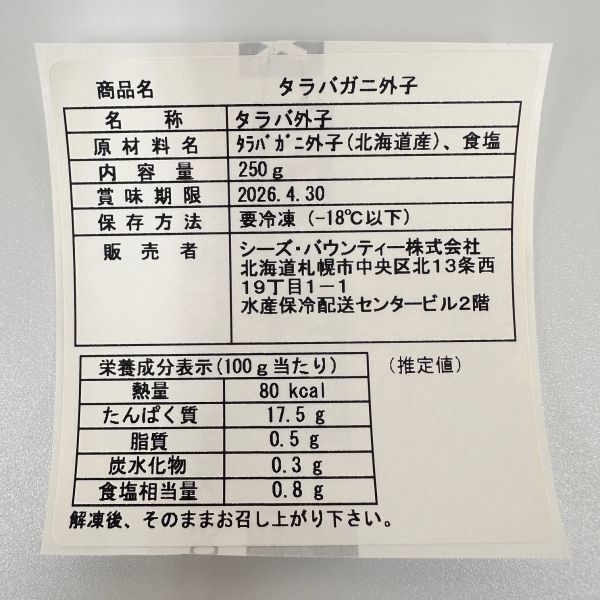 商品名 タラバガニ外子
名称 タラバ外子
原材料名 ﾀﾗﾊﾞｶﾞﾆ外子(北海道産)、食塩
内容量 250g
賞味期限 2026.4.30
保存方法 要冷凍 (-18℃以下)
販売者 シーズ・バウンティー株式会社
北海道札幌市中央区北13条西
19丁目1-1
水産保冷配送センタービル2階
栄養成分表示(100g当たり) (推定値)
熱量 80 kcal
たんぱく質 17.5 g
脂質 0.5 g
炭水化物 0.3 g
食塩相当量 0.8 g
解凍後、そのままお召し上がり下さい。